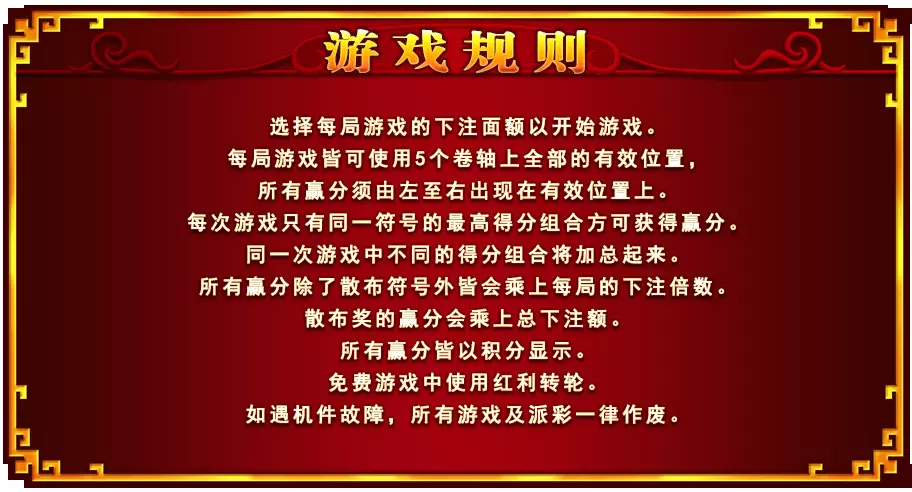 游戏规则
选择每局游戏的下注面额以开始游戏。
每局游戏皆可使用5个卷轴上全部的有效位置，
所有赢分须由左至右出现在有效位置上。
每次游戏只有同一符号的最高得分组合方可获得赢分。
同一次游戏中不同的得分组合将加总起来。
所有赢分除了散布符号外皆会乘上每局的下注倍数。
散布奖的赢分会乘上总下注额。
所有赢分皆以积分显示。
免费游戏中使用红利转轮。
如遇机件故障，所有游戏及派彩一律作废。